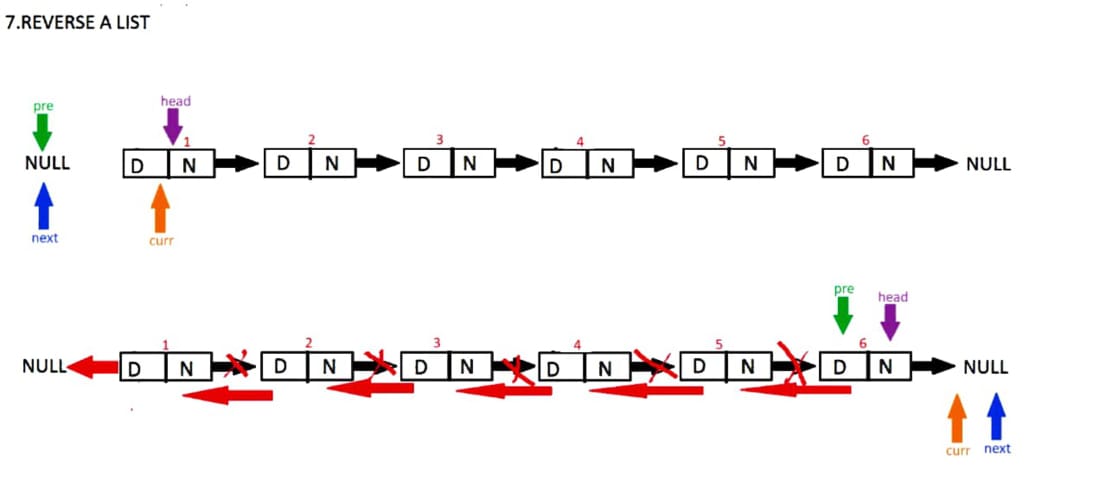 7.REVERSE A LIST
pre head
1 2 3 4 5 6
NULL D N D N D N D N D N D N NULL
next curr
pre head
1 2 3 4 5 6
NULL D N D N D N D N D N D N NULL
curr next